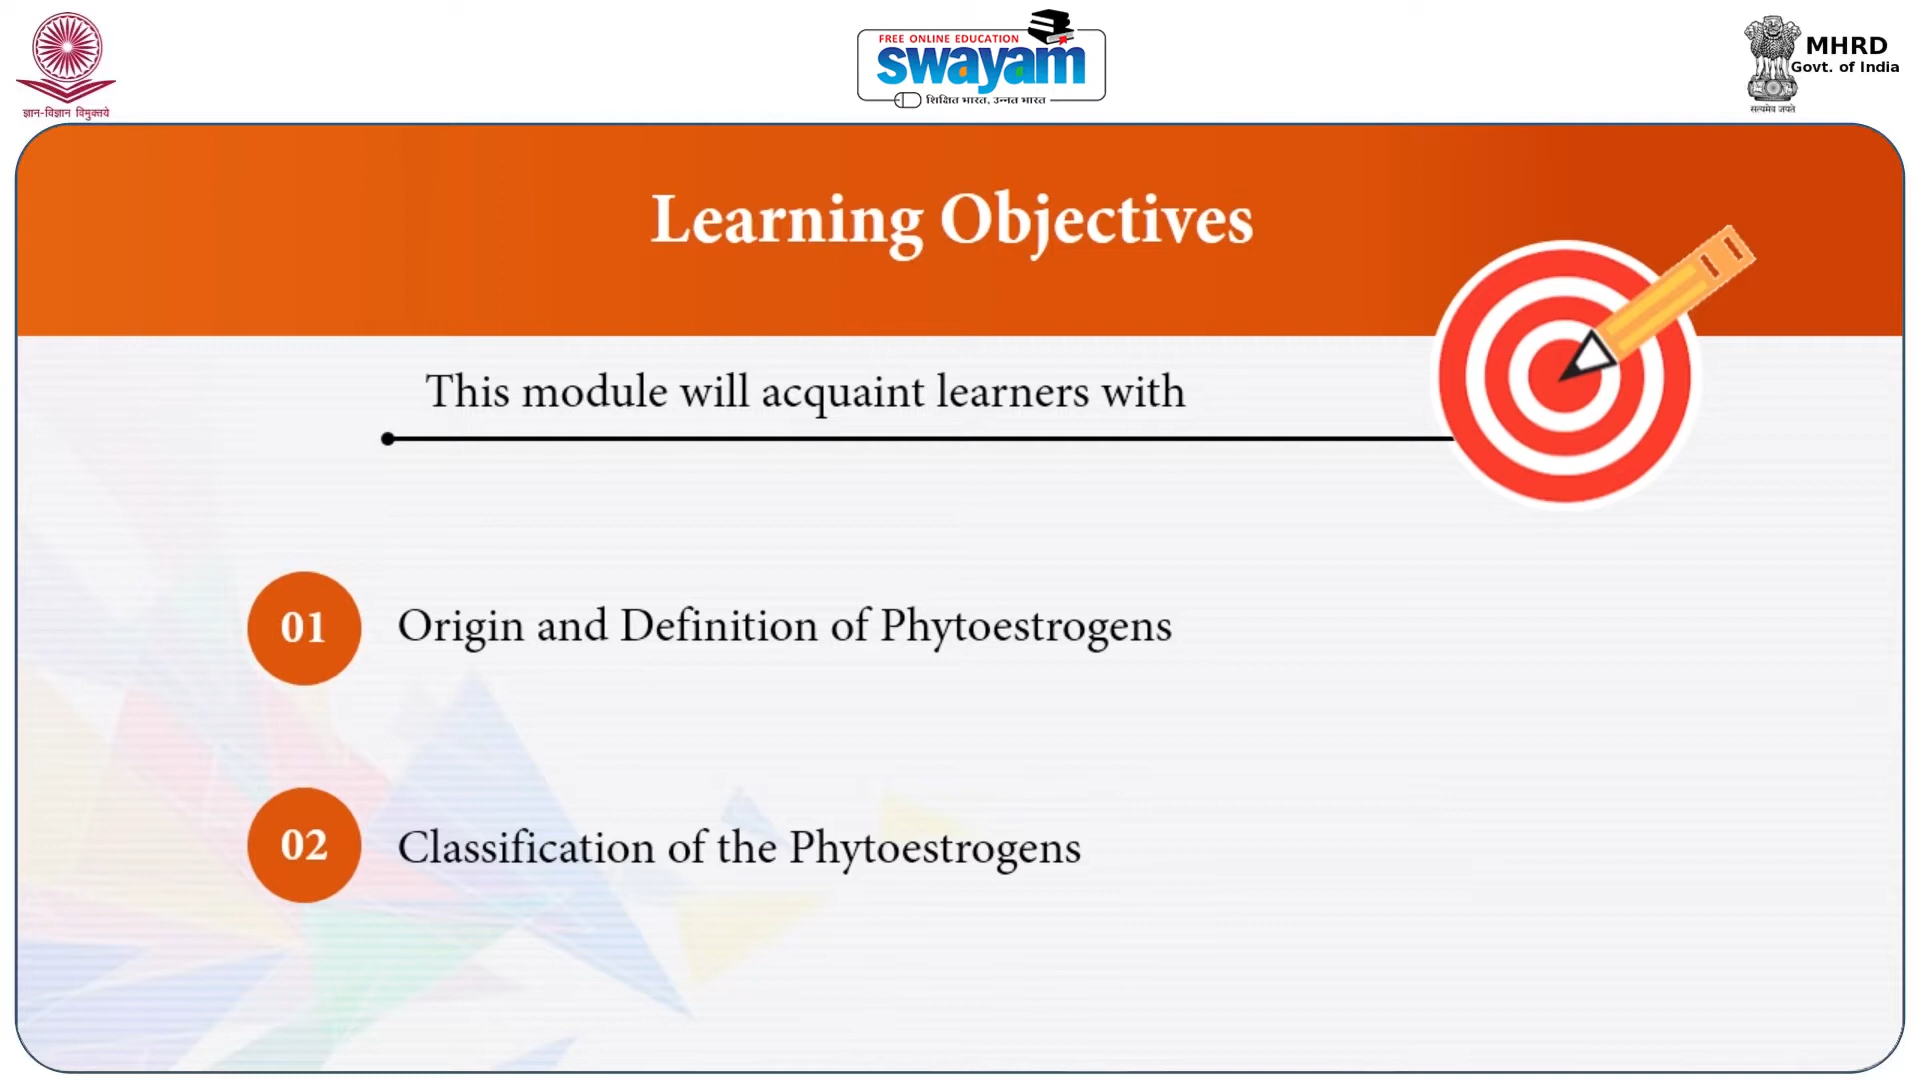 ज्ञान-विज्ञान विमुक्तये
FREE ONLINE EDUCATION
swayam
शिक्षित भारत, उन्नत भारत
MHRD
Govt. of India
सत्यमेव जयते
Learning Objectives
This module will acquaint learners with
01 Origin and Definition of Phytoestrogens
02 Classification of the Phytoestrogens